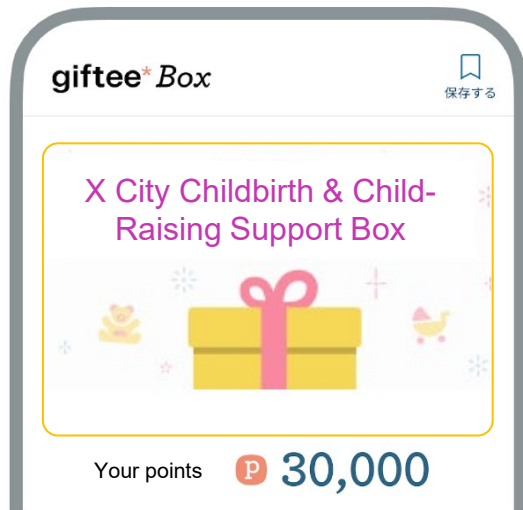 giftee* Box
保存する
X City Childbirth & Child-
Raising Support Box
Your points p 30,000